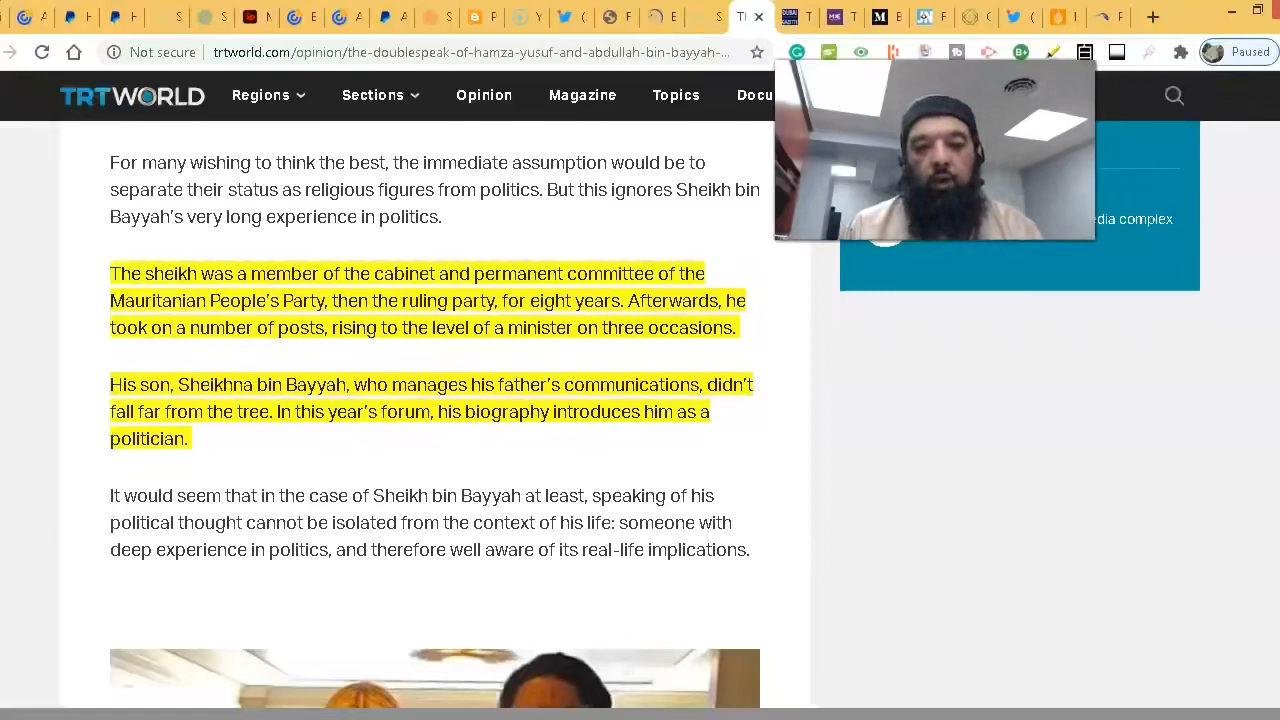 Not secure
trtworld.com/opinion/the-doublespeak-of-hamza-yusuf-and-abdullah-bin-bayyah-...
Paused
TRTWORLD
Regions
Sections
Opinion
Magazine
Topics
Docu
For many wishing to think the best, the immediate assumption would be to
separate their status as religious figures from politics. But this ignores Sheikh bin
Bayyah's very long experience in politics.
dia complex
The sheikh was a member of the cabinet and permanent committee of the
Mauritanian People's Party, then the ruling party, for eight years. Afterwards, he
took on a number of posts, rising to the level of a minister on three occasions.
His son, Sheikhna bin Bayyah, who manages his father's communications, didn't
fall far from the tree. In this year's forum, his biography introduces him as a
politician.
It would seem that in the case of Sheikh bin Bayyah at least, speaking of his
political thought cannot be isolated from the context of his life: someone with
deep experience in politics, and therefore well aware of its real-life implications.